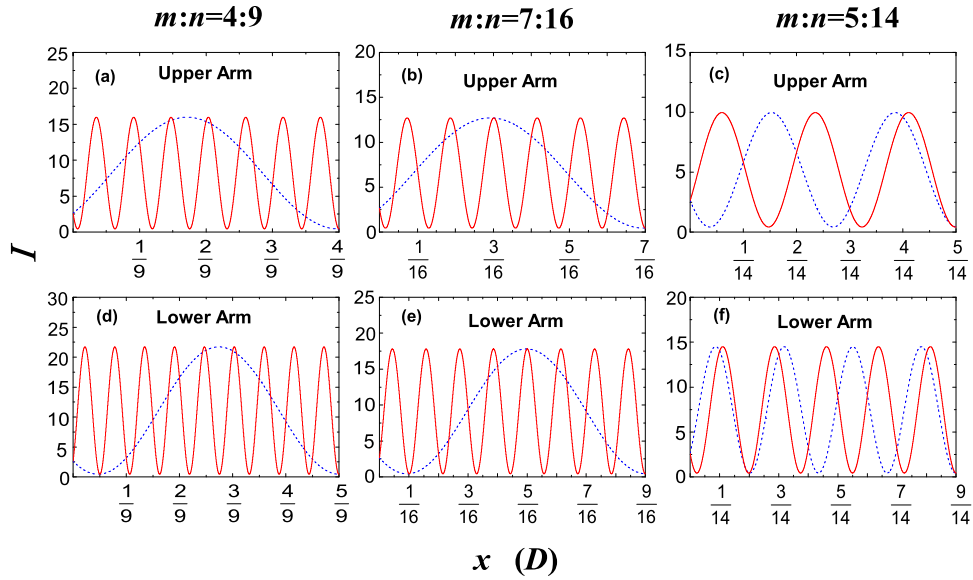 m:n=4:9
m:n=7:16
m:n=5:14
(a) Upper Arm
25
20
15
10
5
0
1/9 2/9 3/9 4/9
(b) Upper Arm
20
15
10
5
0
1/16 3/16 5/16 7/16
(c) Upper Arm
15
10
5
0
1/14 2/14 3/14 4/14 5/14
I
(d) Lower Arm
30
25
20
15
10
5
0
1/9 2/9 3/9 4/9 5/9
(e) Lower Arm
25
20
15
10
5
0
1/16 3/16 5/16 7/16 9/16
(f) Lower Arm
20
15
10
5
0
1/14 3/14 5/14 7/14 9/14
x (D)